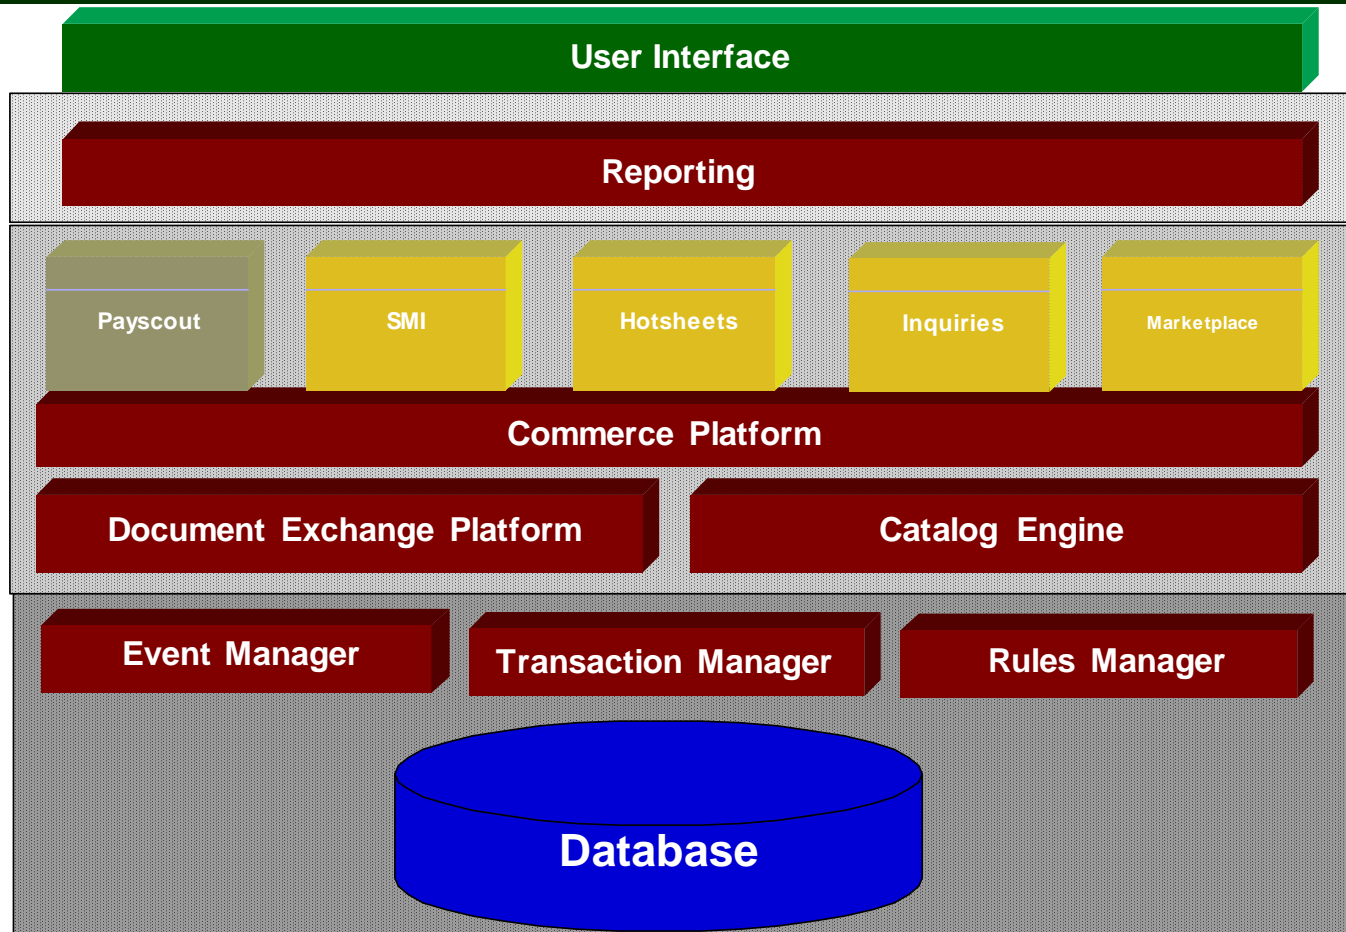 User Interface
Reporting
Payscout
SMI
Hotsheets
Inquiries
Marketplace
Commerce Platform
Document Exchange Platform
Catalog Engine
Event Manager
Transaction Manager
Rules Manager
Database